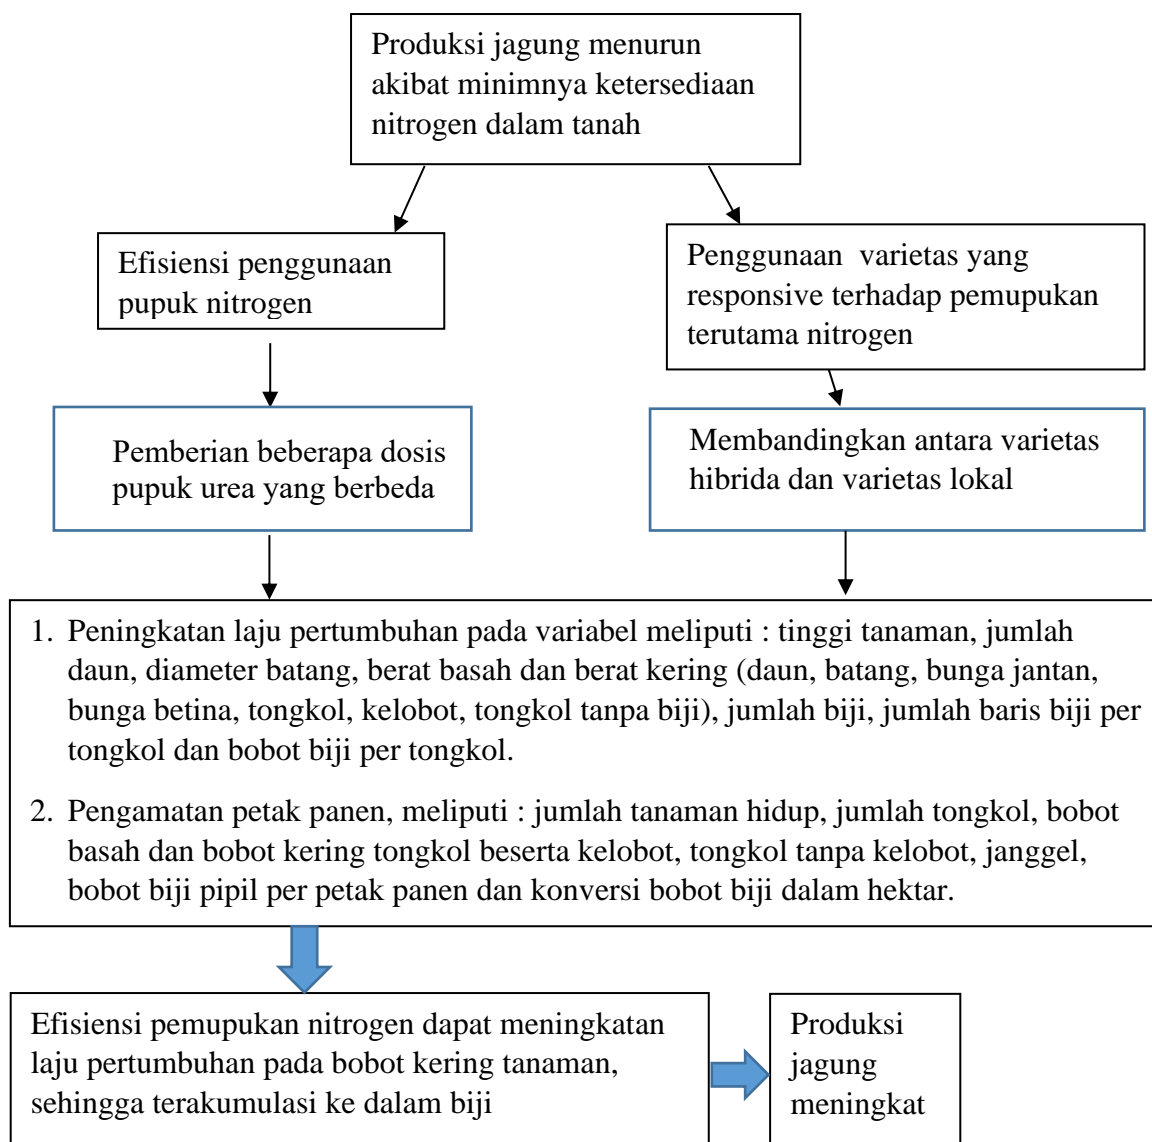 Produksi jagung menurun
akibat minimnya ketersediaan
nitrogen dalam tanah
Efisiensi penggunaan
pupuk nitrogen
Penggunaan  varietas yang
responsive terhadap pemupukan
terutama nitrogen
Pemberian beberapa dosis
pupuk urea yang berbeda
Membandingkan antara varietas
hibrida dan varietas lokal
1. Peningkatan laju pertumbuhan pada variabel meliputi : tinggi tanaman, jumlah
daun, diameter batang, berat basah dan berat kering (daun, batang, bunga jantan,
bunga betina, tongkol, kelobot, tongkol tanpa biji), jumlah biji, jumlah baris biji per
tongkol dan bobot biji per tongkol.
2. Pengamatan petak panen, meliputi : jumlah tanaman hidup, jumlah tongkol, bobot
basah dan bobot kering tongkol beserta kelobot, tongkol tanpa kelobot, janggel,
bobot biji pipil per petak panen dan konversi bobot biji dalam hektar.
Efisiensi pemupukan nitrogen dapat meningkatan
laju pertumbuhan pada bobot kering tanaman,
sehingga terakumulasi ke dalam biji
Produksi
jagung
meningkat